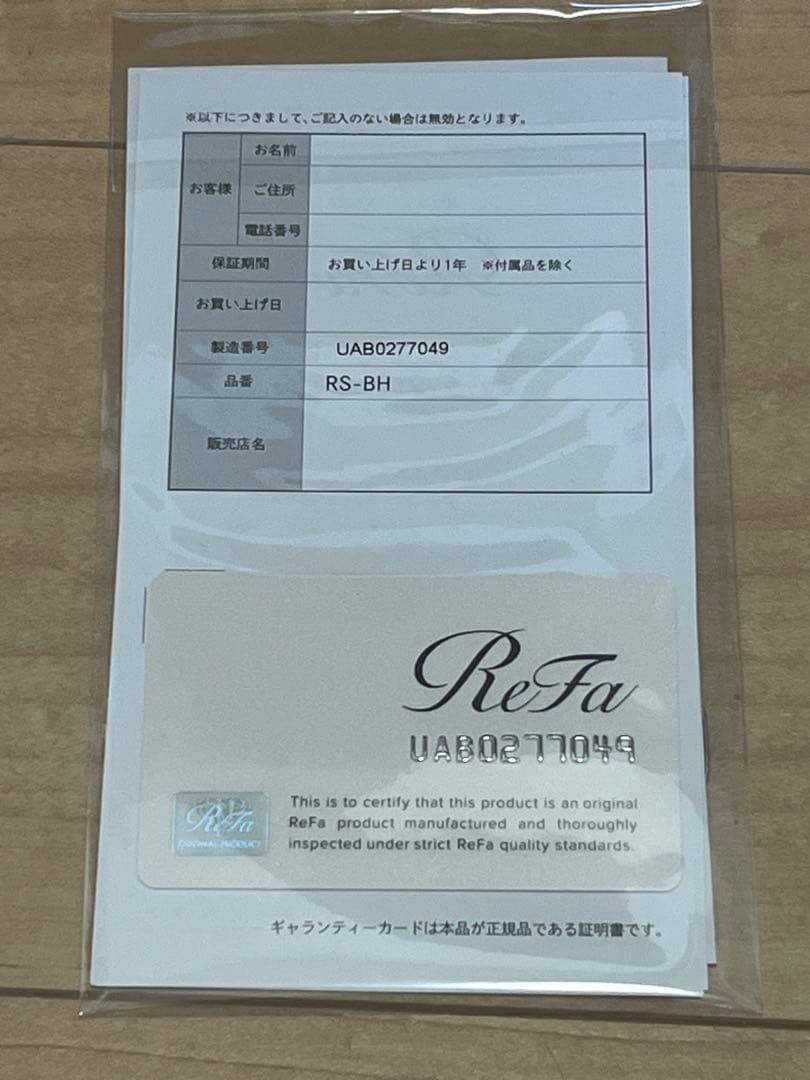 ※以下につきまして、ご記入のない場合は無効となります。
お客様
お名前
ご住所
電話番号
保証期間 お買い上げ日より1年 ※付属品を除く
お買い上げ日
製造番号 UAB0277049
品番 RS-BH
販売店名
ReFa
UAB0277049
ReFa
ORIGINAL PRODUCT
This is to certify that this product is an original
ReFa product manufactured and thoroughly
inspected under strict ReFa quality standards.
ギャランティーカードは本品が正規品である証明書です。